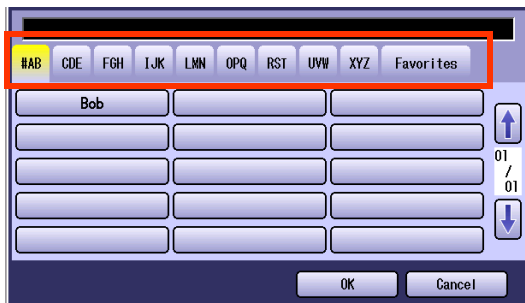 #AB CDE FGH IJK LMN OPQ RST UVW XYZ Favorites
Bob
01
/
01
OK Cancel